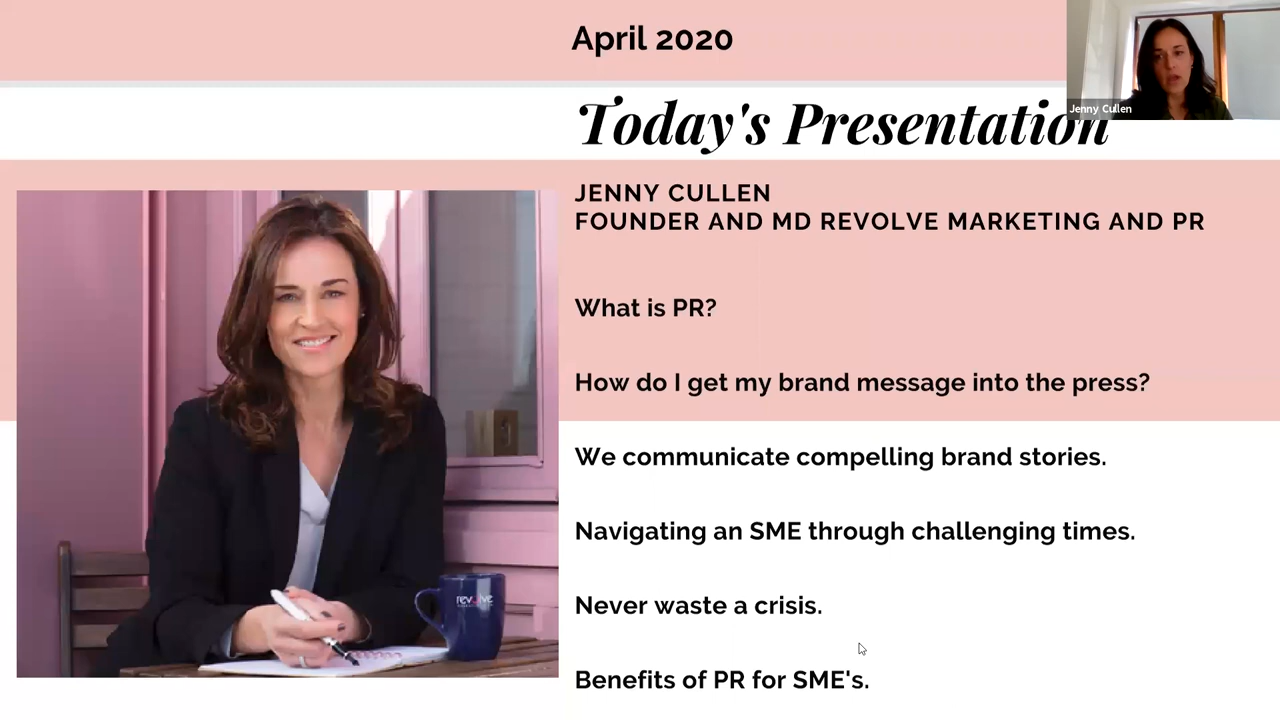 April 2020
Jenny Cullen
Today's Presentation
JENNY CULLEN
FOUNDER AND MD REVOLVE MARKETING AND PR
What is PR?
How do I get my brand message into the press?
We communicate compelling brand stories.
Navigating an SME through challenging times.
revolve
Never waste a crisis.
Benefits of PR for SME's.